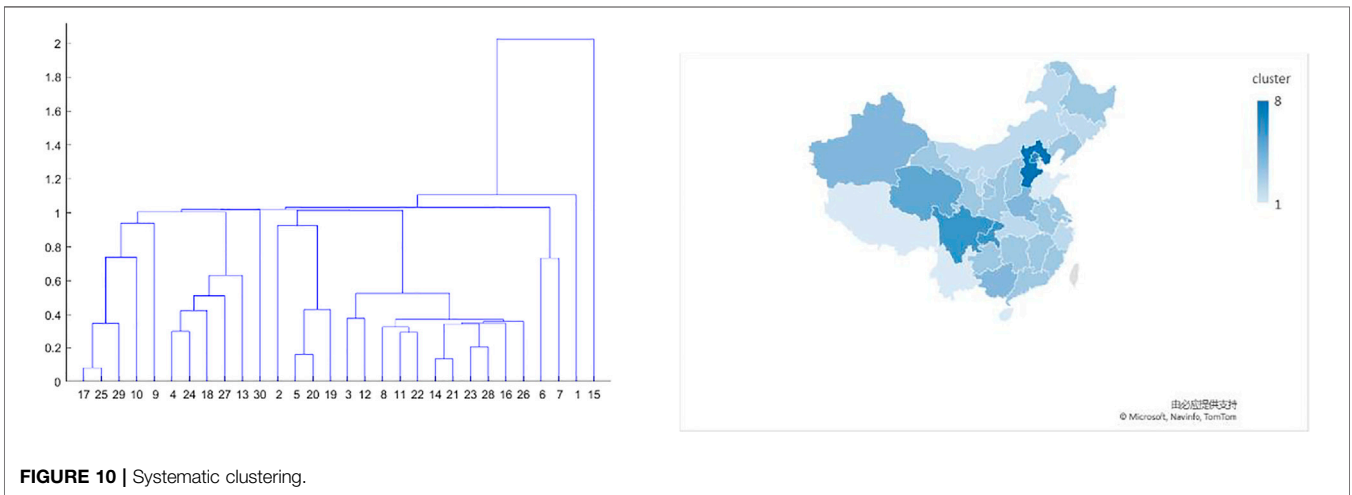 2
1.8
1.6
1.4
1.2
1
0.8
0.6
0.4
0.2
0
17 25 29 10 9 4 24 18 27 13 30 2 5 20 19 3 12 8 11 22 14 21 23 28 16 26 6 7 1 15
cluster
8
1
由必应提供支持
© Microsoft, Navinfo, TomTom
FIGURE 10 | Systematic clustering.